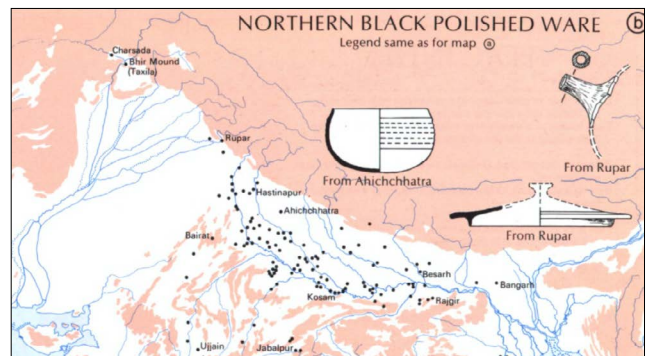 NORTHERN BLACK POLISHED WARE
b
Legend same as for map a
Charsada
Bhir Mound
(Taxila)
Rupar
From Rupar
From Ahichchhatra
Hastinapur
Ahichchhatra
From Rupar
Bairat
Besarh
Bangarh
Kosam
Rajgir
Ujjain
Jabalpur